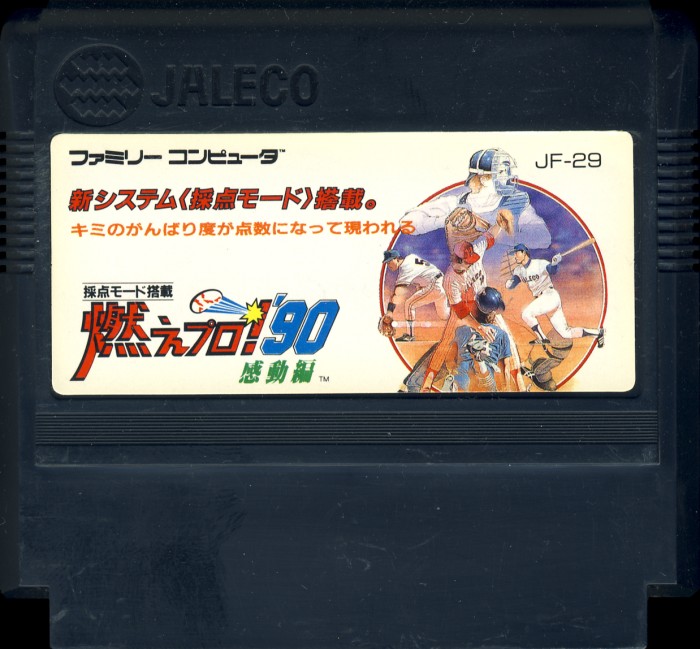 JALECO
ファミリー コンピュータ™
JF-29
新システム〈採点モード〉搭載。
キミのがんばり度が点数になって現われる
採点モード搭載
燃えプロ!'90
感動編™
JALECO